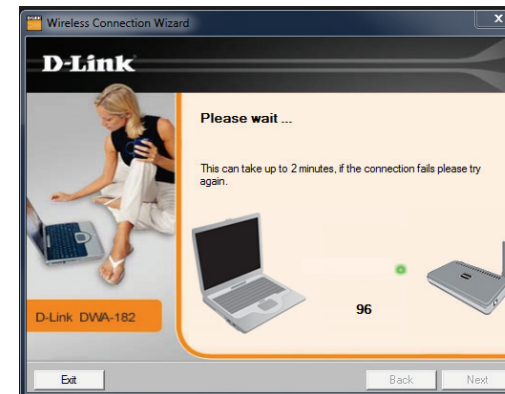 Wireless Connection Wizard
D-Link
Please wait ...
This can take up to 2 minutes, if the connection fails please try
again.
96
D-Link DWA-182
Exit
Back
Next